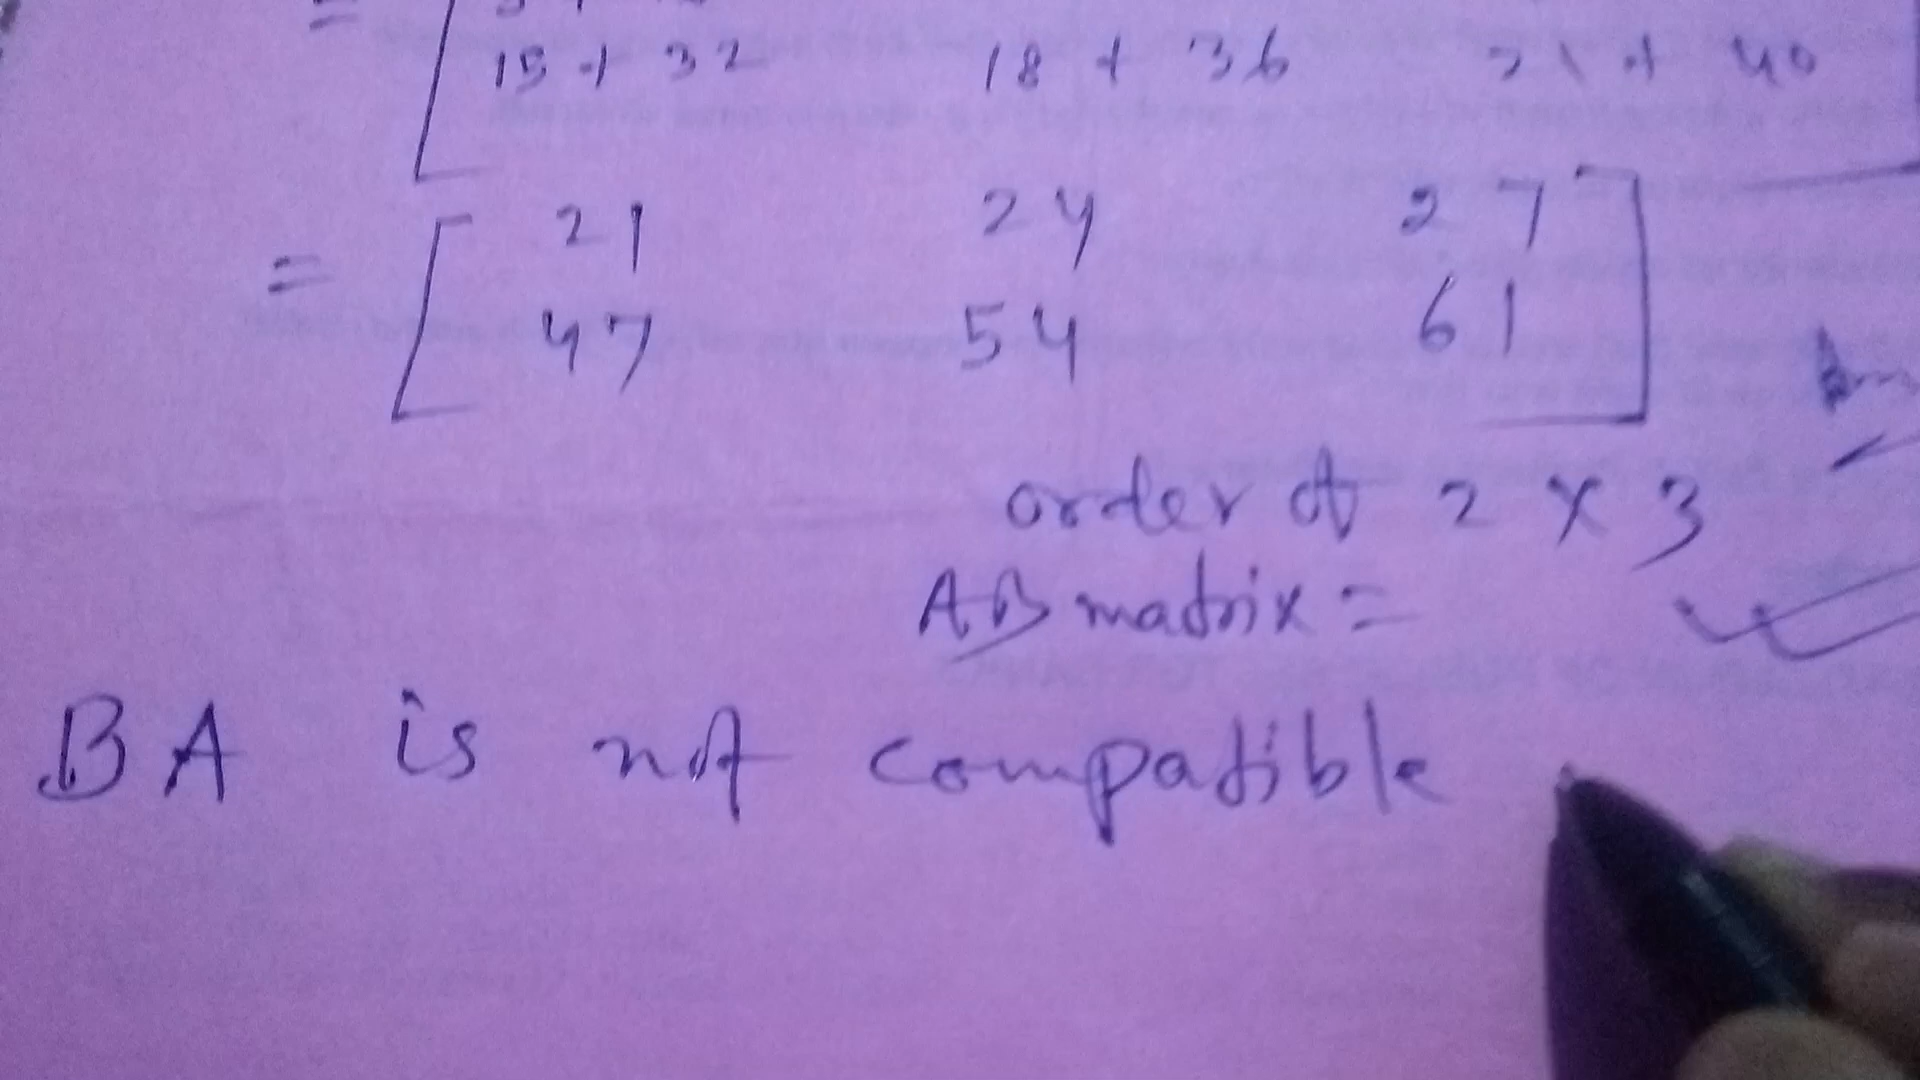 =
15 + 32 18 + 36 21 + 40
= [ 21 24 27 ]
[ 47 54 61 ]
order of 2 x 3
AB matrix =
BA is not compatible